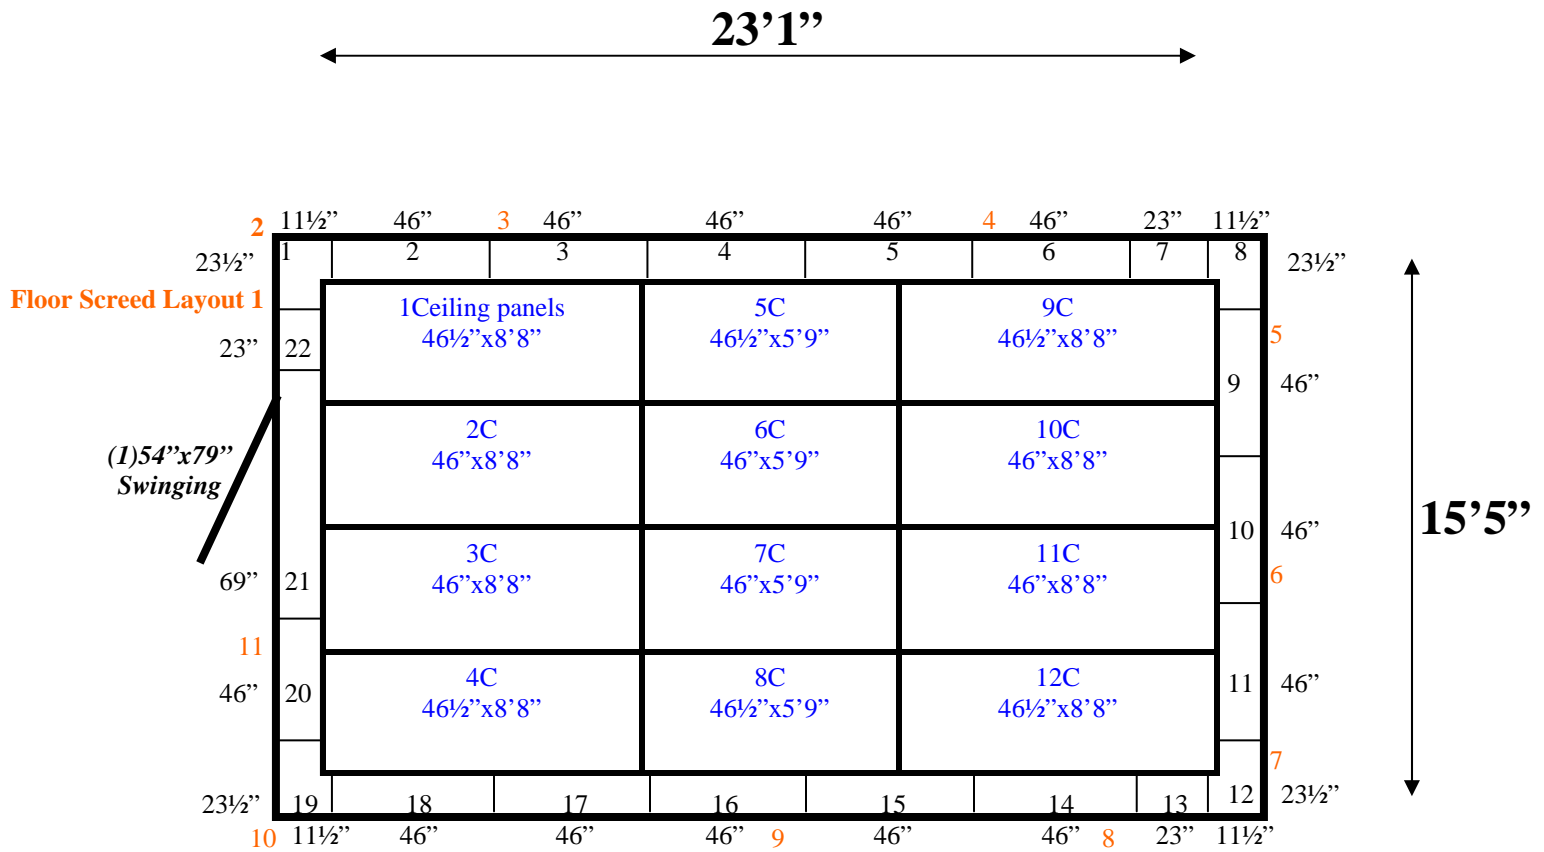 23’1”
2 11½” 46” 3 46” 46” 46” 4 46” 23” 11½”
23½” 1 2 3 4 5 6 7 8 23½”
Floor Screed Layout 1
1Ceiling panels 5C 9C
46½”x8’8” 46½”x5’9” 46½”x8’8”
5
23” 22
9 46”
2C 6C 10C
46”x8’8” 46”x5’9” 46”x8’8”
(1)54”x79”
Swinging
15’5”
10 46”
3C 7C 11C
46”x8’8” 46”x5’9” 46”x8’8”
69” 21
6
11
4C 8C 12C
46½”x8’8” 46½”x5’9” 46½”x8’8”
46” 20
11 46”
7
23½” 19 18 17 16 15 14 13 12 23½”
10 11½” 46” 46” 46” 9 46” 46” 8 23” 11½”